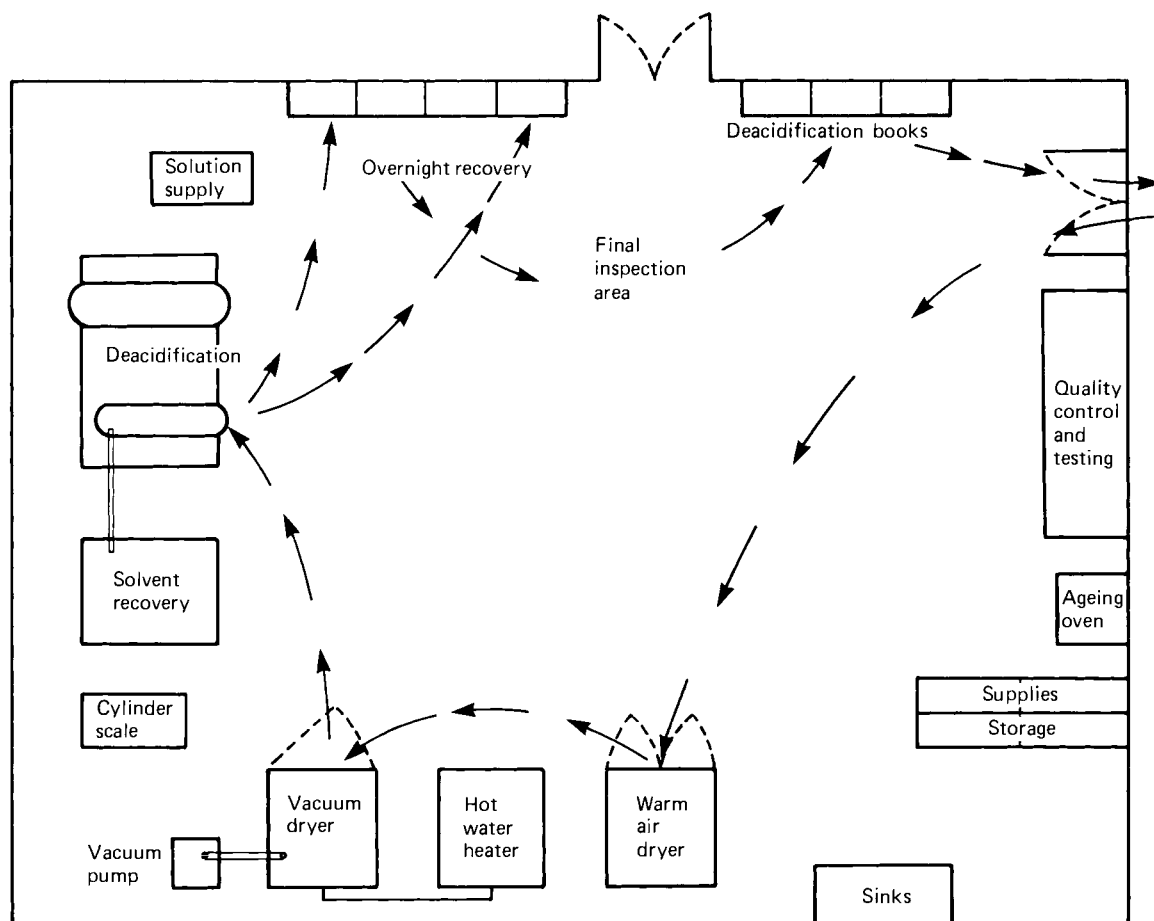 Deacidification books
Solution
supply
Overnight recovery
Final
inspection
area
Deacidification
Quality
control
and
testing
Solvent
recovery
Ageing
oven
Cylinder
scale
Supplies
Storage
Vacuum
dryer
Hot
water
heater
Warm
air
dryer
Vacuum
pump
Sinks